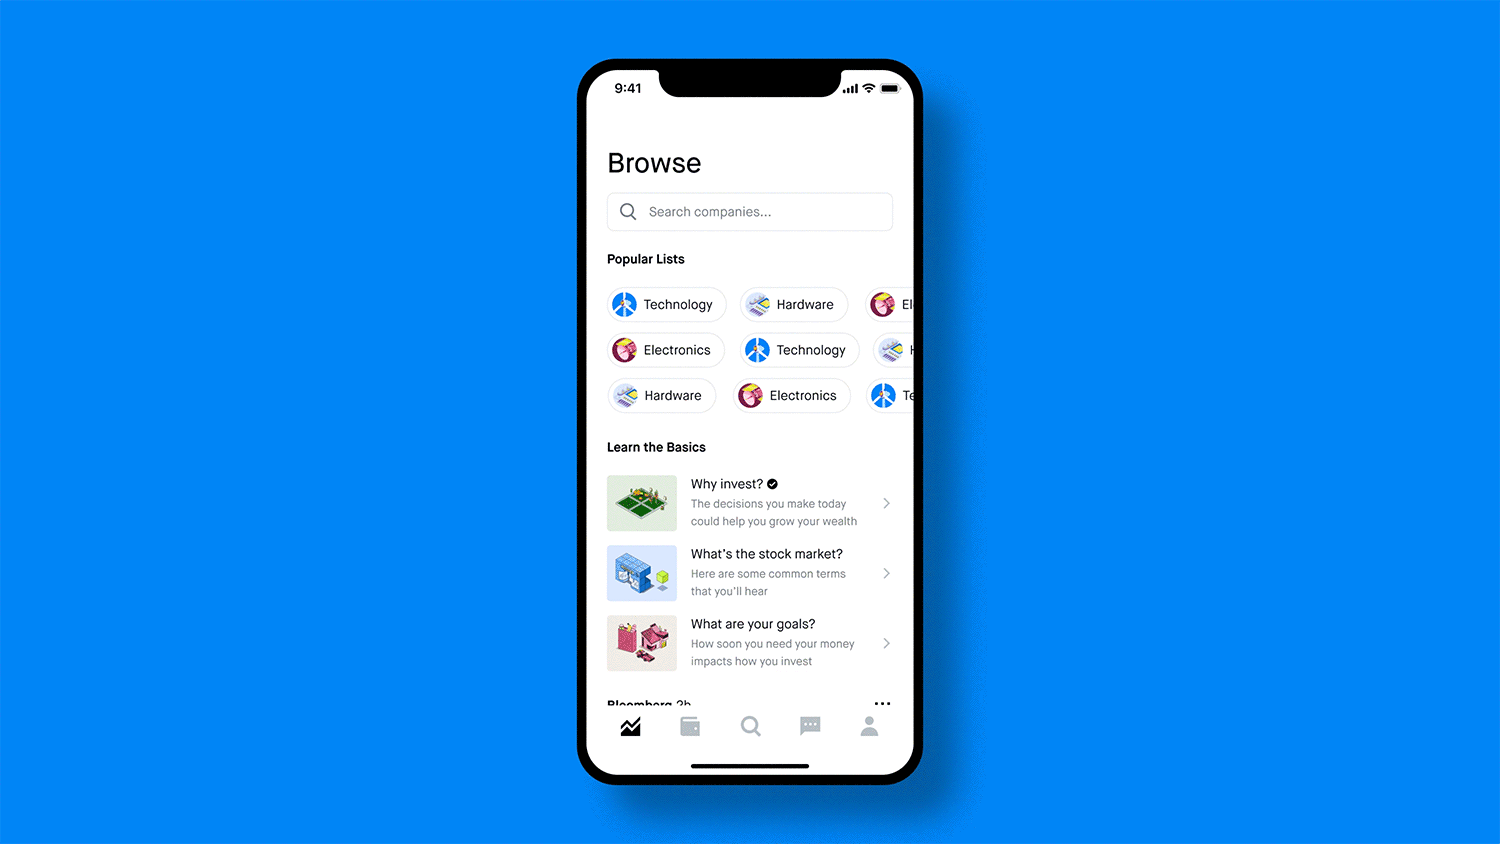 9:41
Browse
Search companies...
Popular Lists
Technology Hardware El
Electronics Technology H
Hardware Electronics Te
Learn the Basics
Why invest?
The decisions you make today
could help you grow your wealth
What's the stock market?
Here are some common terms
that you'll hear
What are your goals?
How soon you need your money
impacts how you invest
Bloomberg 2h